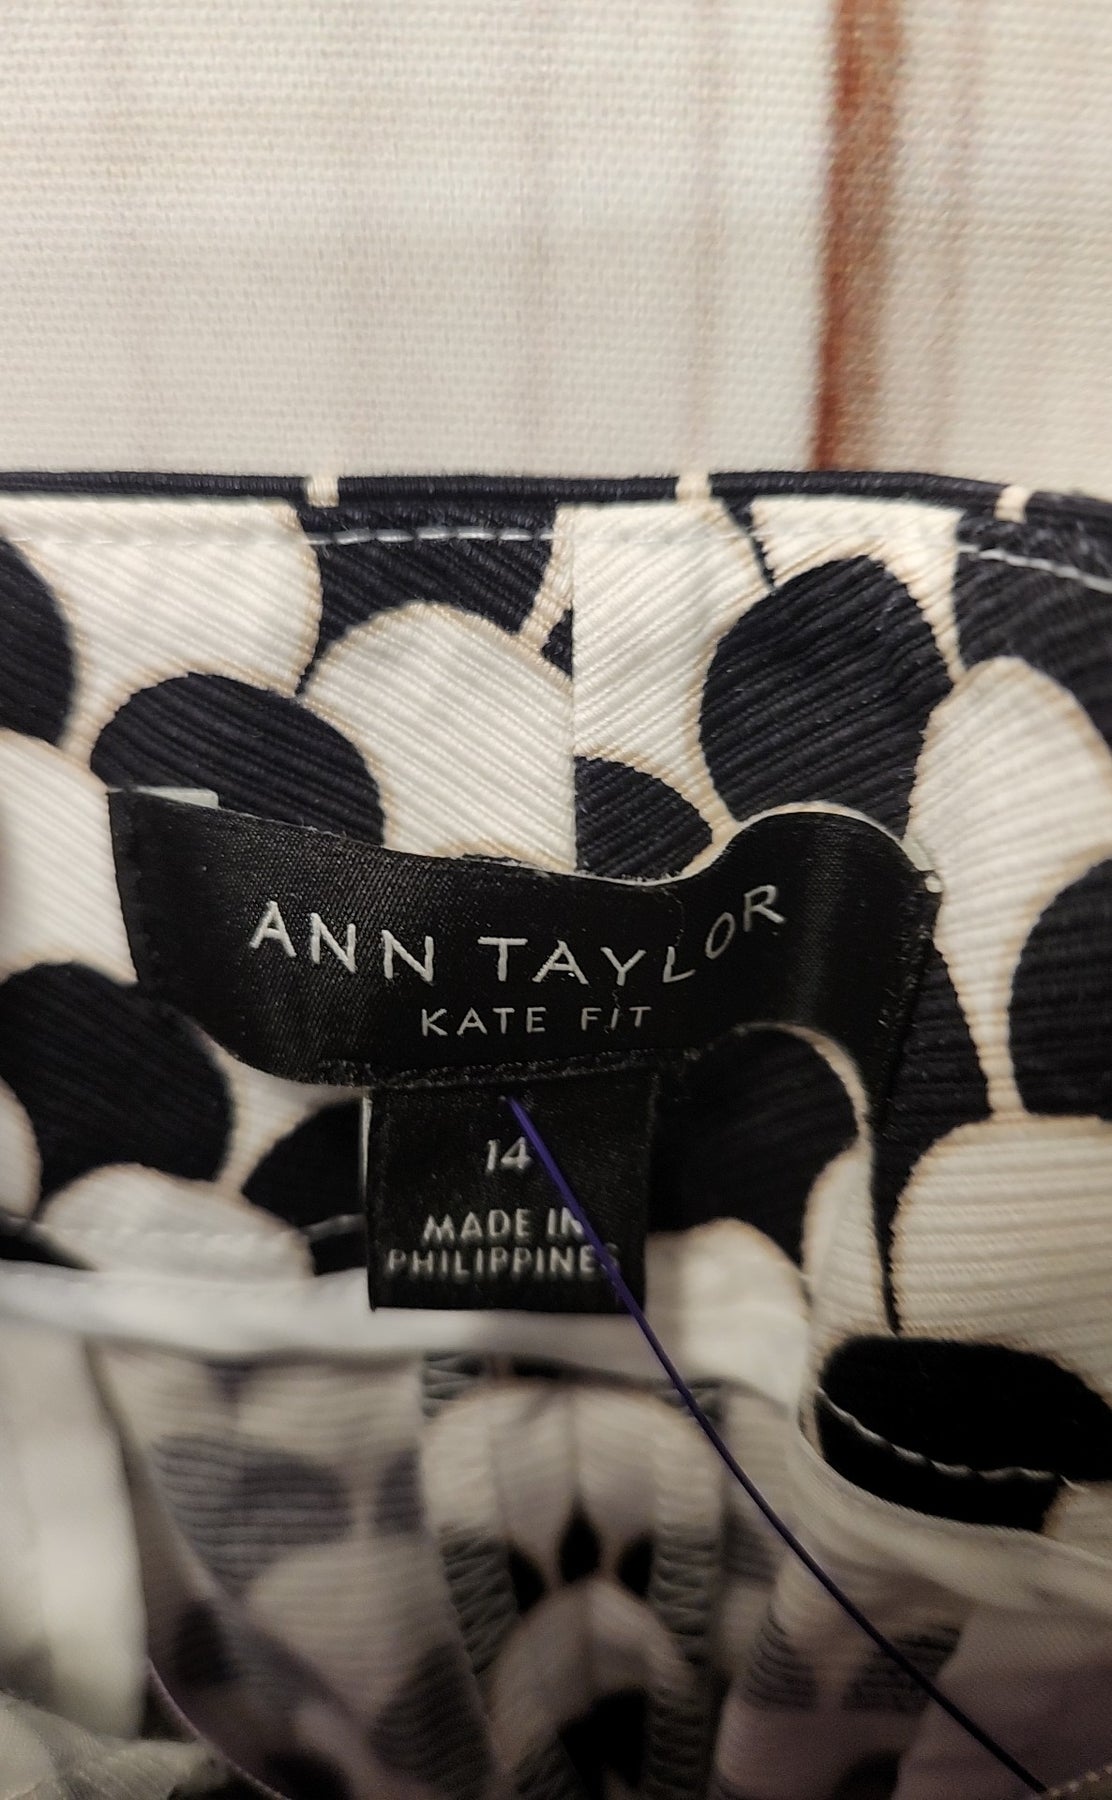 ANN TAYLOR
KATE FIT
14
MADE IN
PHILIPPINES